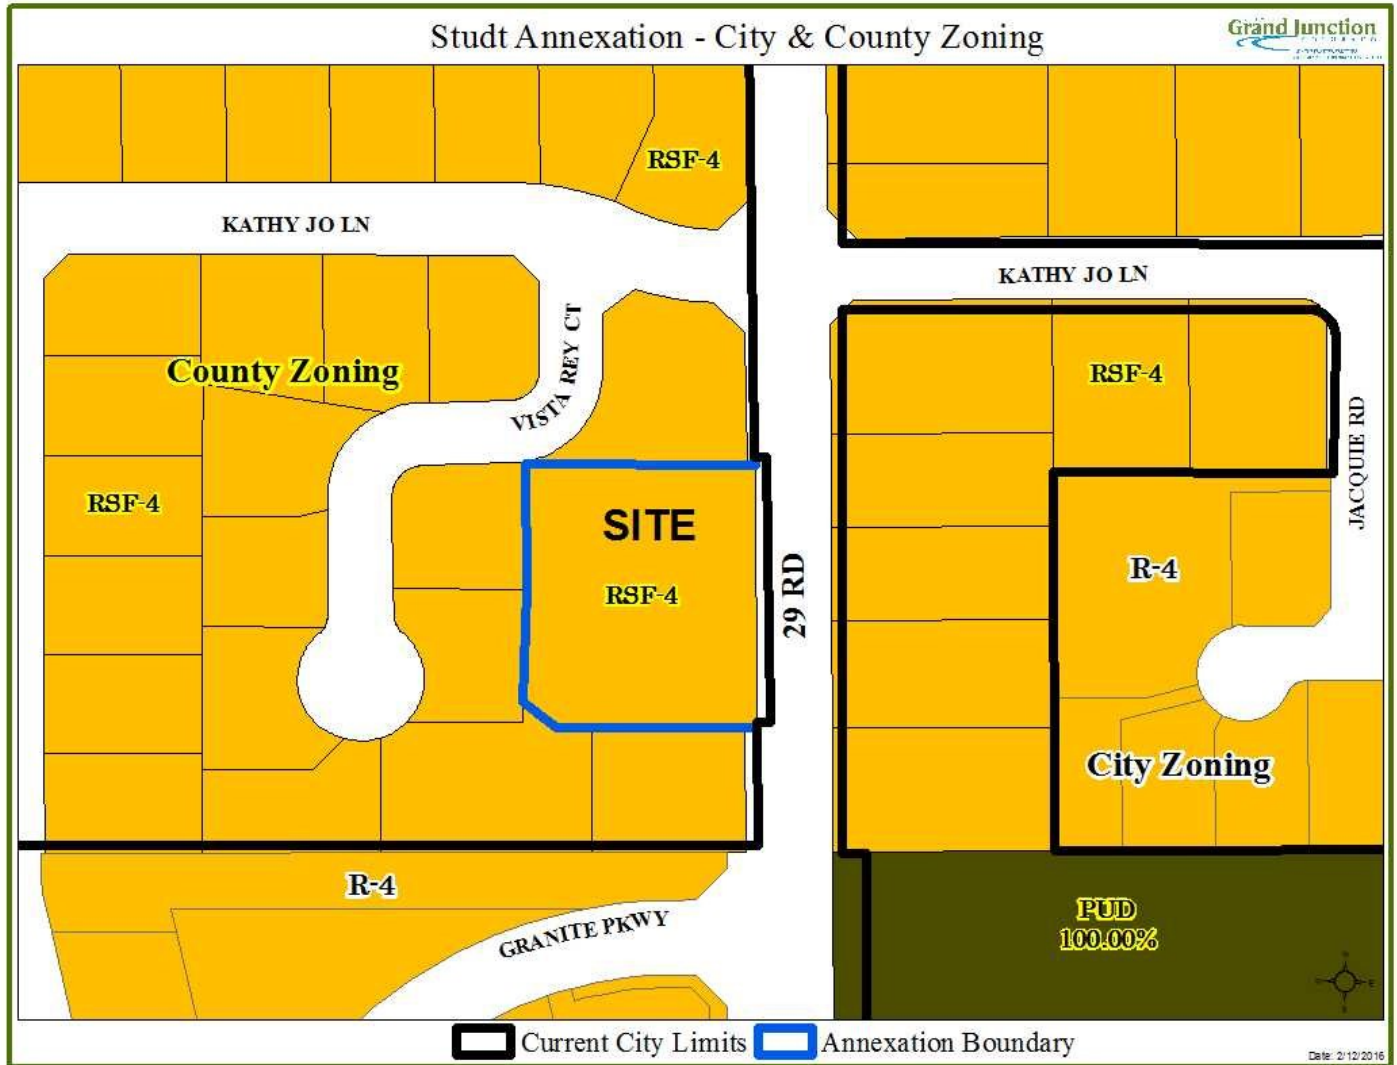 Studt Annexation - City & County Zoning
Grand Junction
COLORADO
RSF-4
KATHY JO LN
KATHY JO LN
VISTA REY CT
County Zoning
RSF-4
JACQUIE RD
RSF-4
SITE
R-4
29 RD
RSF-4
City Zoning
R-4
PUD
100.00%
GRANITE PKWY
Current City Limits
Annexation Boundary
Date: 2/12/2016